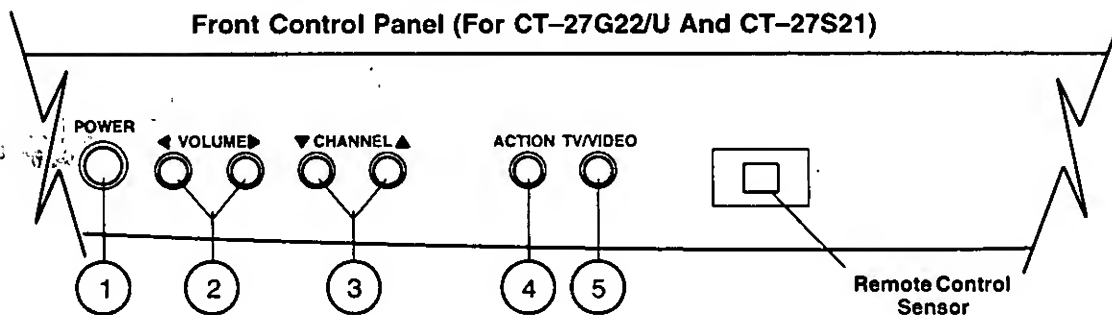 Front Control Panel (For CT–27G22/U And CT–27S21)
POWER
◀ VOLUME▶
▼CHANNEL▲
ACTION TV/VIDEO
1 2 3 4 5
Remote Control
Sensor